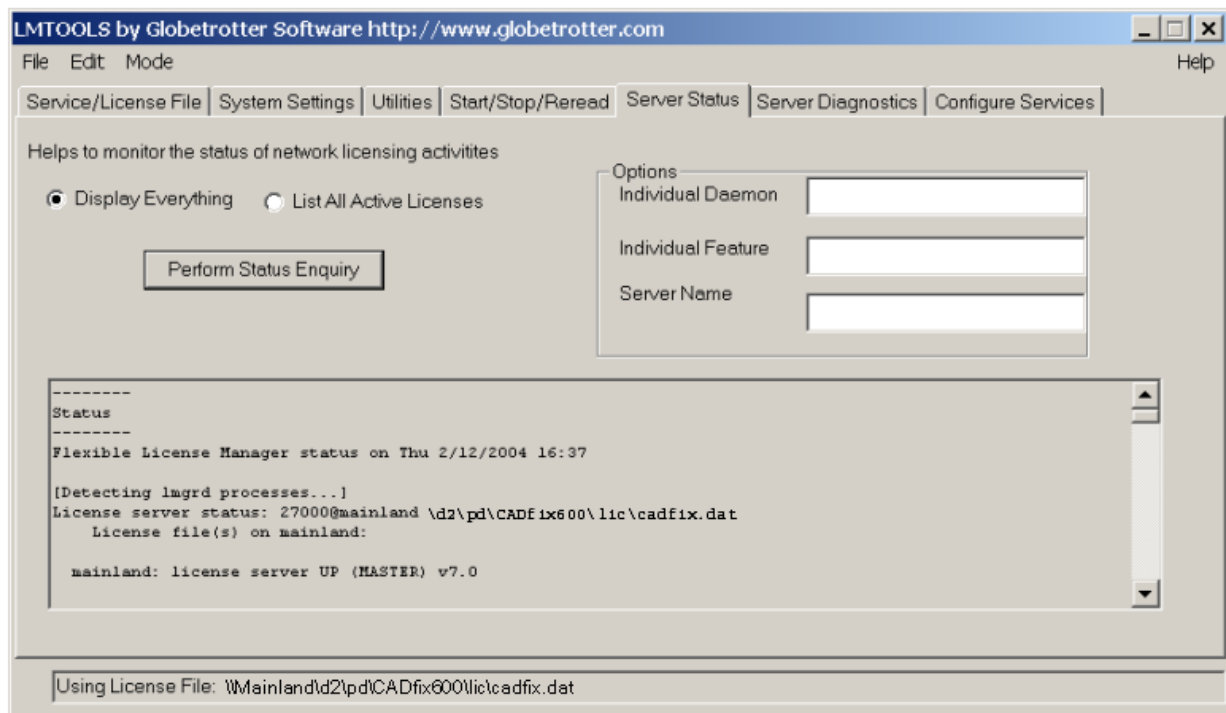 LMTOOLS by Globetrotter Software http://www.globetrotter.com
File Edit Mode Help
Service/License File System Settings Utilities Start/Stop/Reread Server Status Server Diagnostics Configure Services
Helps to monitor the status of network licensing activitites
Display Everything List All Active Licenses
Perform Status Enquiry
Options
Individual Daemon
Individual Feature
Server Name
--------
Status
--------
Flexible License Manager status on Thu 2/12/2004 16:37
[Detecting lmgrd processes...]
License server status: 27000@mainland \d2\pd\CADfix600\lic\cadfix.dat
License file(s) on mainland:
mainland: license server UP (MASTER) v7.0
Using License File: \\Mainland\d2\pd\CADfix600\lic\cadfix.dat